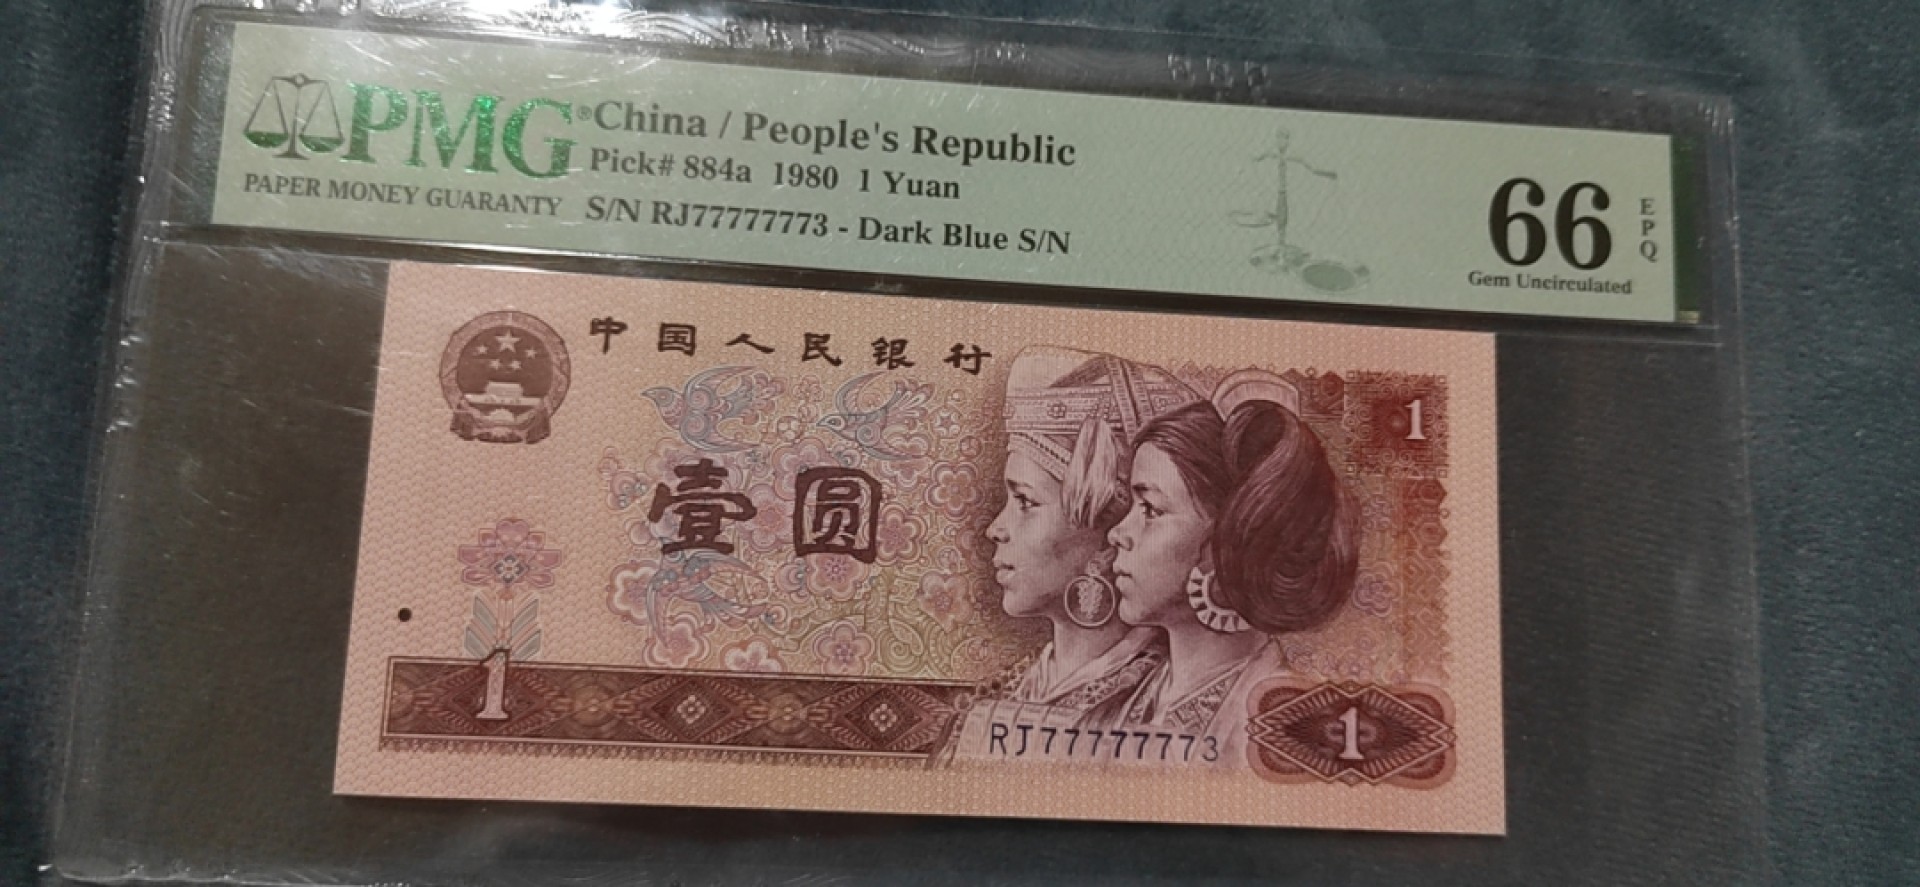 PMG®
PAPER MONEY GUARANTY
China / People's Republic
Pick# 884a 1980 1 Yuan
S/N RJ77777773 - Dark Blue S/N
66
EPQ
Gem Uncirculated
中国人民银行
1
壹圆
1
RJ77777773
1